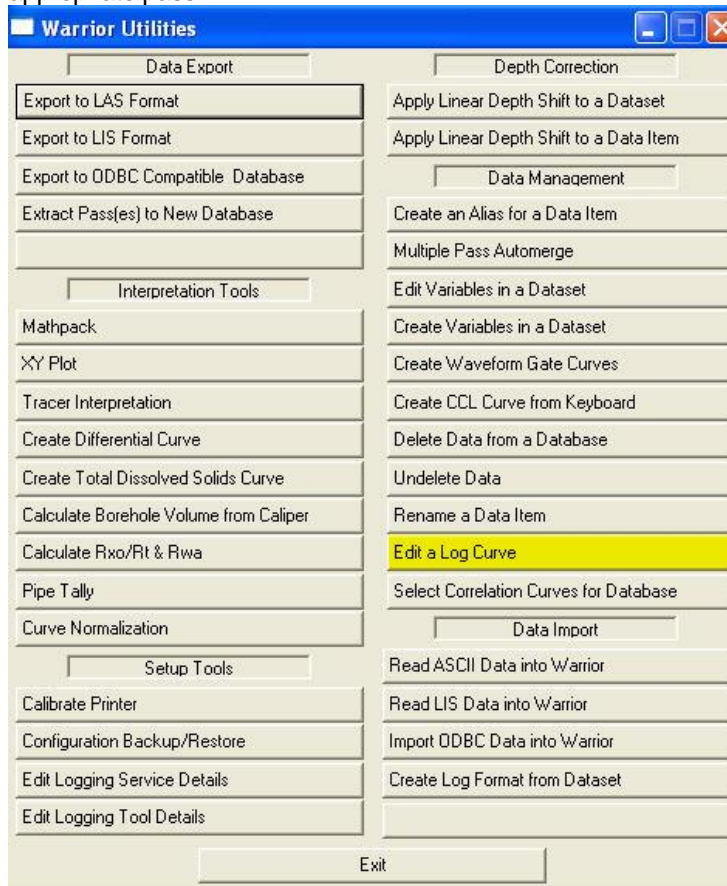 Warrior Utilities
Data Export
Export to LAS Format
Export to LIS Format
Export to ODBC Compatible Database
Extract Pass(es) to New Database
Interpretation Tools
Mathpack
XY Plot
Tracer Interpretation
Create Differential Curve
Create Total Dissolved Solids Curve
Calculate Borehole Volume from Caliper
Calculate Rxo/Rt & Rwa
Pipe Tally
Curve Normalization
Setup Tools
Calibrate Printer
Configuration Backup/Restore
Edit Logging Service Details
Edit Logging Tool Details
Depth Correction
Apply Linear Depth Shift to a Dataset
Apply Linear Depth Shift to a Data Item
Data Management
Create an Alias for a Data Item
Multiple Pass Automerge
Edit Variables in a Dataset
Create Variables in a Dataset
Create Waveform Gate Curves
Create CCL Curve from Keyboard
Delete Data from a Database
Undelete Data
Rename a Data Item
Edit a Log Curve
Select Correlation Curves for Database
Data Import
Read ASCII Data into Warrior
Read LIS Data into Warrior
Import ODBC Data into Warrior
Create Log Format from Dataset
Exit